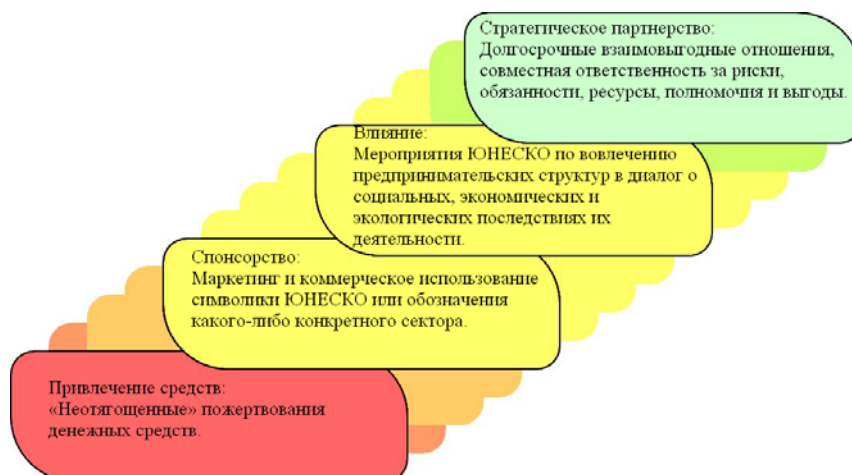 Стратегическое партнерство:
Долгосрочные взаимовыгодные отношения,
совместная ответственность за риски,
обязанности, ресурсы, полномочия и выгоды.
Влияние:
Мероприятия ЮНЕСКО по вовлечению
предпринимательских структур в диалог о
социальных, экономических и
экологических последствиях их
деятельности.
Спонсорство:
Маркетинг и коммерческое использование
символики ЮНЕСКО или обозначения
какого-либо конкретного сектора.
Привлечение средств:
«Неотягощенные» пожертвования
денежных средств.